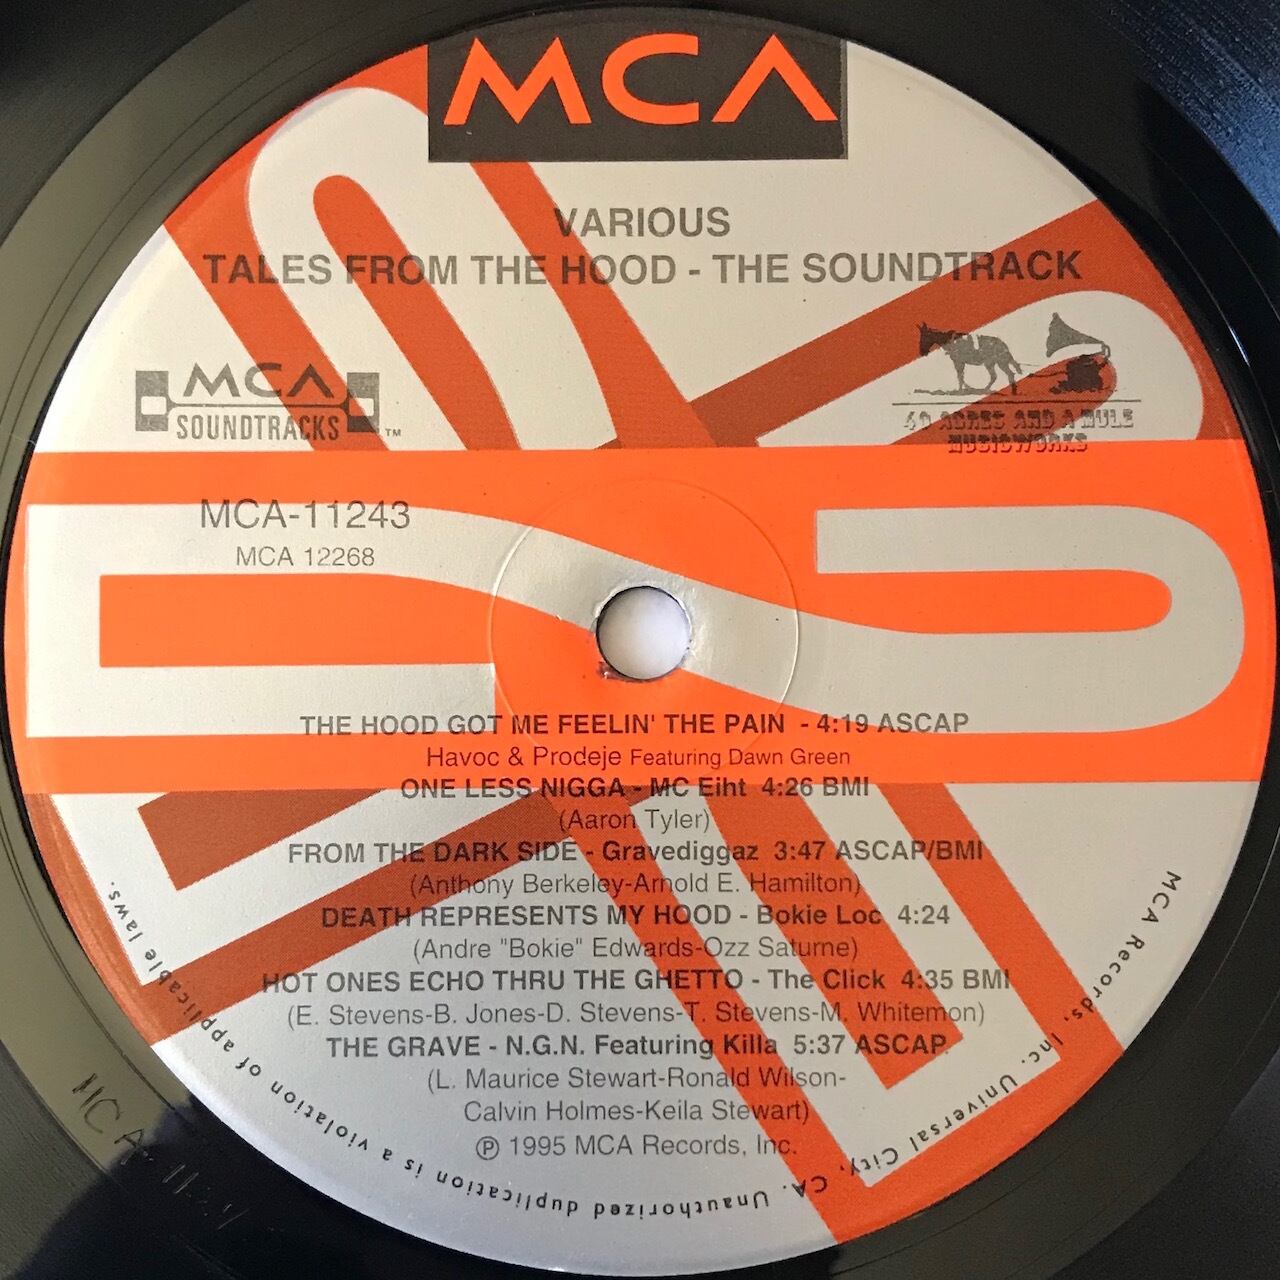 MCA
VARIOUS
TALES FROM THE HOOD - THE SOUNDTRACK
MCA
SOUNDTRACKS TM
40 ACRES AND A MULE
MUSICWORKS
MCA-11243
MCA 12268
THE HOOD GOT ME FEELIN' THE PAIN - 4:19 ASCAP
Havoc & Prodeje Featuring Dawn Green
ONE LESS NIGGA - MC Eiht 4:26 BMI
(Aaron Tyler)
FROM THE DARK SIDE - Gravediggaz 3:47 ASCAP/BMI
(Anthony Berkeley-Arnold E. Hamilton)
DEATH REPRESENTS MY HOOD - Bokie Loc 4:24
(Andre "Bokie" Edwards-Ozz Saturne)
HOT ONES ECHO THRU THE GHETTO - The Click 4:35 BMI
(E. Stevens-B. Jones-D. Stevens-T. Stevens-M. Whitemon)
THE GRAVE - N.G.N. Featuring Killa 5:37 ASCAP
(L. Maurice Stewart-Ronald Wilson-
Calvin Holmes-Keila Stewart)
℗ 1995 MCA Records, Inc.
MCA Records, Inc. Universal City, CA. Unauthorized duplication is a violation of applicable laws.